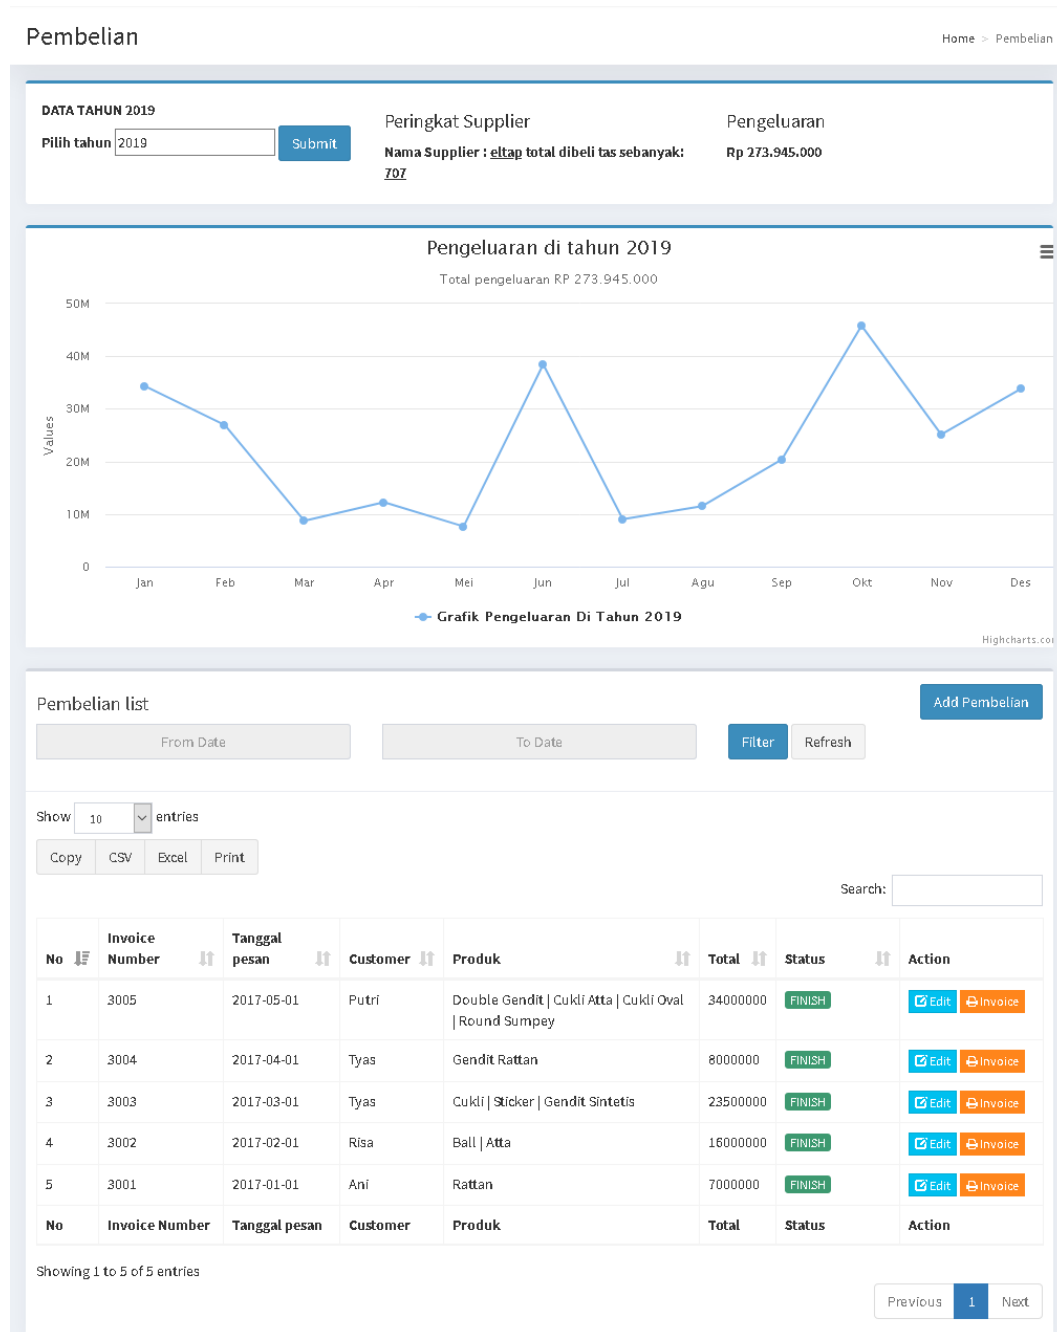 Pembelian
Home > Pembelian
DATA TAHUN 2019
Pilih tahun 2019 Submit
Peringkat Supplier
Nama Supplier : eltap total dibeli tas sebanyak:
707
Pengeluaran
Rp 273.945.000
Pengeluaran di tahun 2019
Total pengeluaran RP 273.945.000
Values
50M
40M
30M
20M
10M
0
Jan Feb Mar Apr Mei Jun Jul Agu Sep Okt Nov Des
Grafik Pengeluaran Di Tahun 2019
Highcharts.co
Pembelian list
Add Pembelian
From Date To Date Filter Refresh
Show 10 entries
Copy CSV Excel Print
Search:
No Invoice Number Tanggal pesan Customer Produk Total Status Action
1 3005 2017-05-01 Putri Double Gendit | Cukli Atta | Cukli Oval 34000000 FINISH Edit Invoice
| Round Sumpey
2 3004 2017-04-01 Tyas Gendit Rattan 8000000 FINISH Edit Invoice
3 3003 2017-03-01 Tyas Cukli | Sticker | Gendit Sintetis 23500000 FINISH Edit Invoice
4 3002 2017-02-01 Risa Ball | Atta 16000000 FINISH Edit Invoice
5 3001 2017-01-01 Ani Rattan 7000000 FINISH Edit Invoice
No Invoice Number Tanggal pesan Customer Produk Total Status Action
Showing 1 to 5 of 5 entries
Previous 1 Next